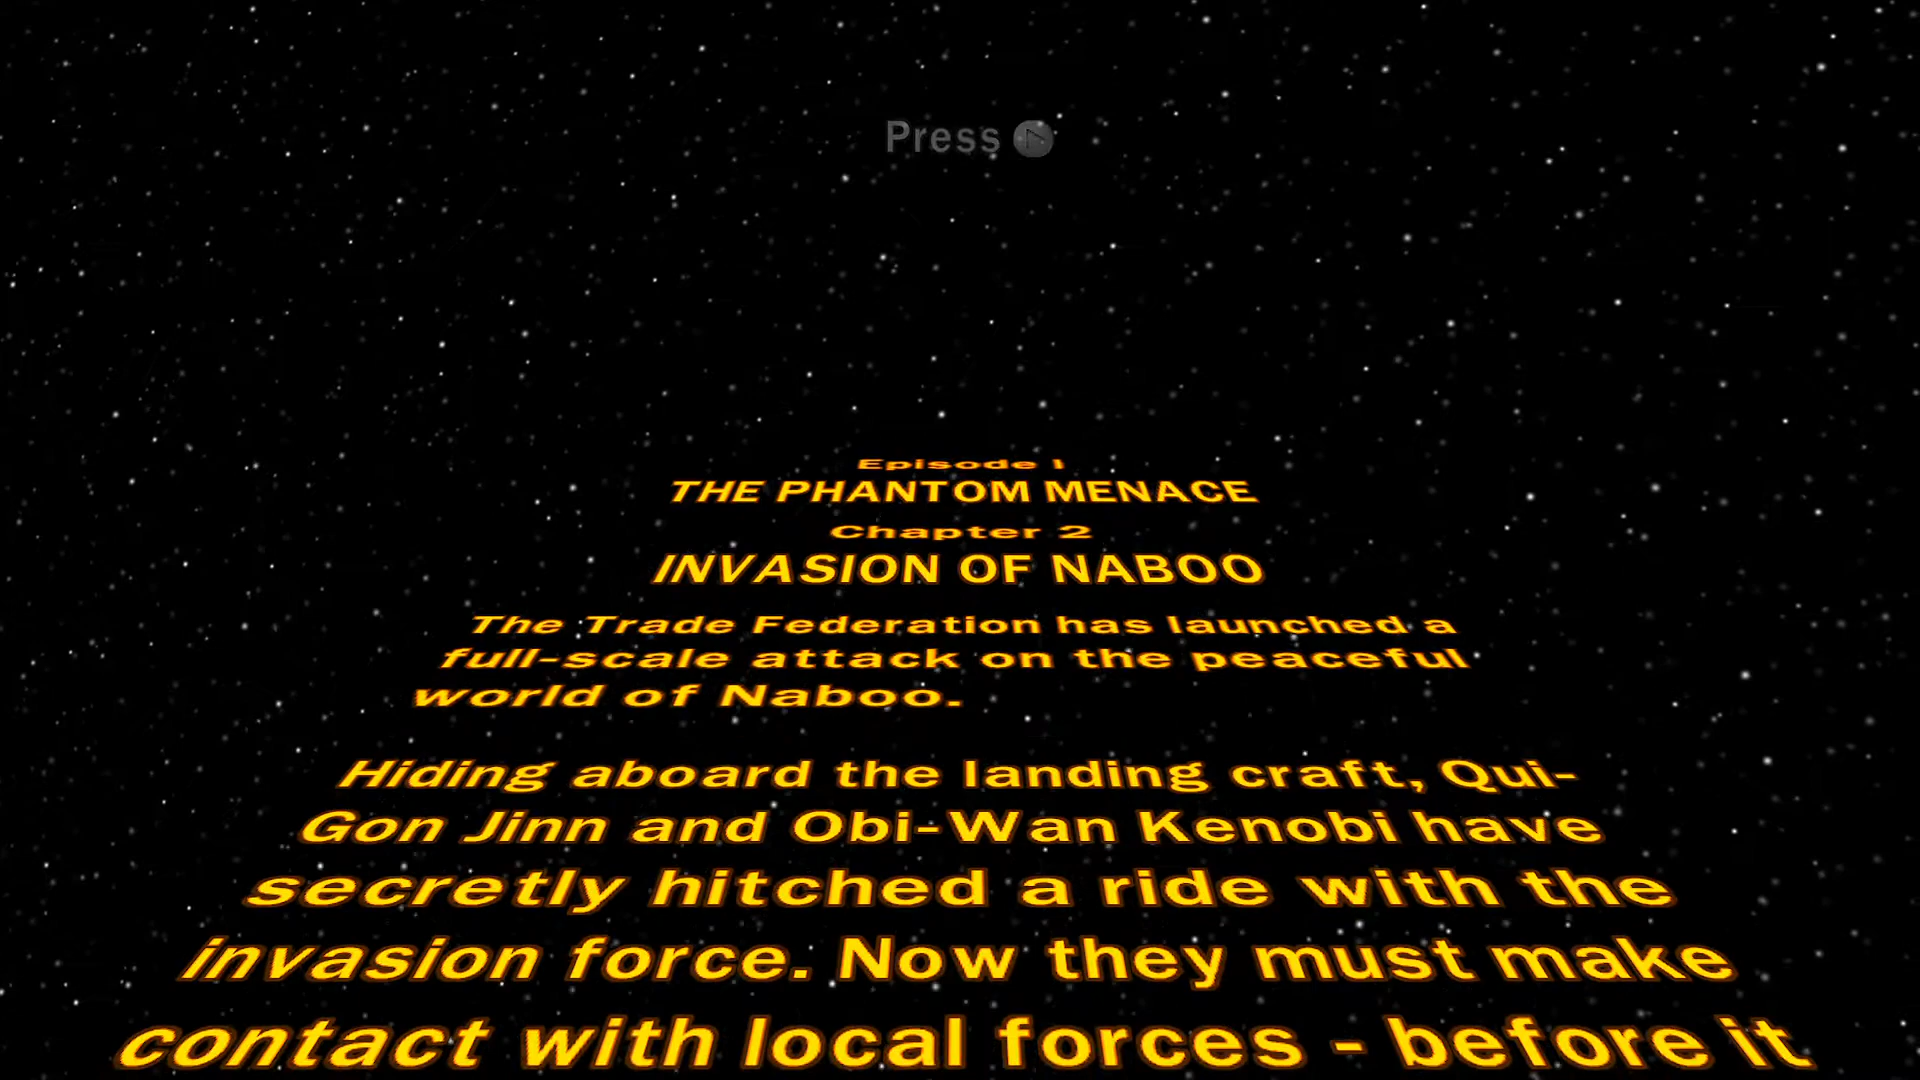 Press
Episode I
THE PHANTOM MENACE
Chapter 2
INVASION OF NABOO
The Trade Federation has launched a
full-scale attack on the peaceful
world of Naboo.
Hiding aboard the landing craft, Qui-
Gon Jinn and Obi-Wan Kenobi have
secretly hitched a ride with the
invasion force. Now they must make
contact with local forces - before it